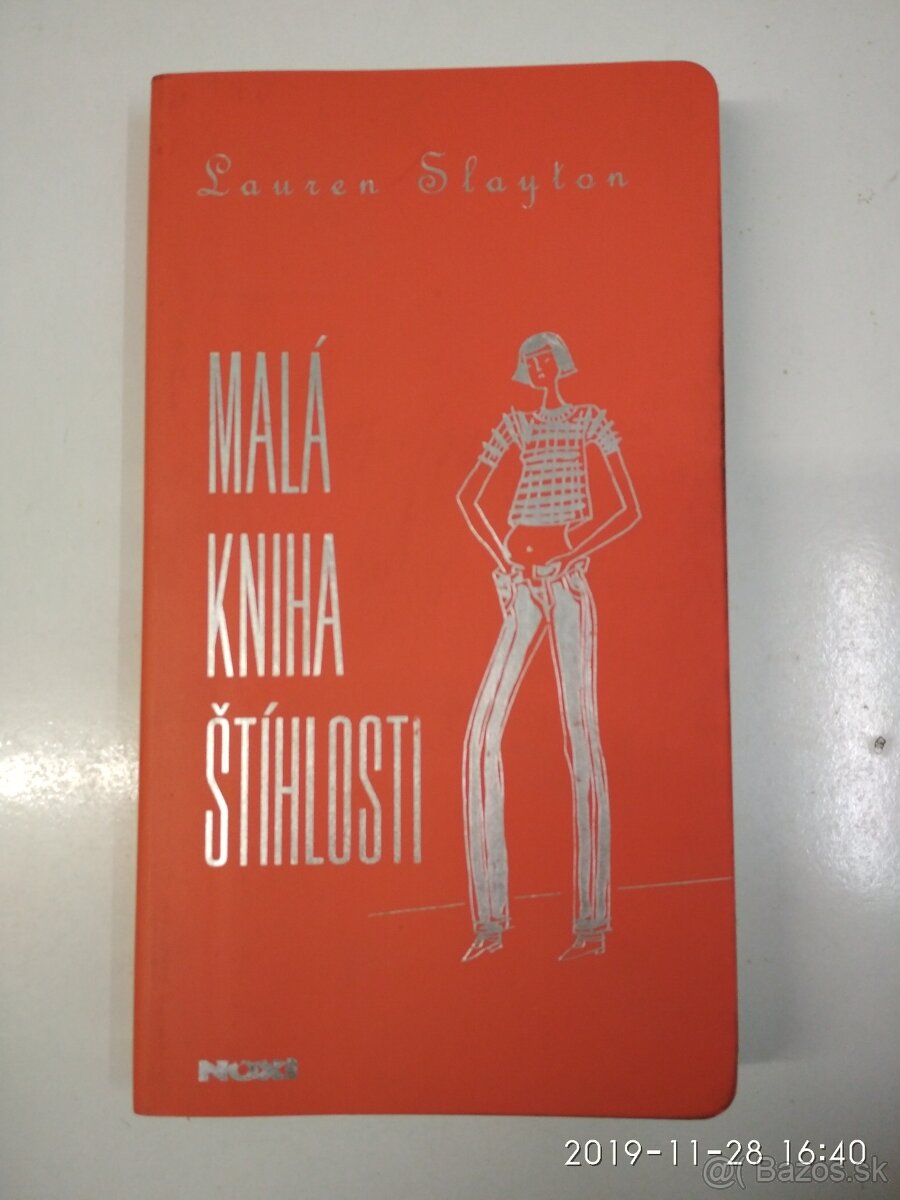 Lauren Slayton
MALÁ
KNIHA
ŠTÍHLOSTI
NOXI
2019-11-28 16:40
@( Bazos.sk